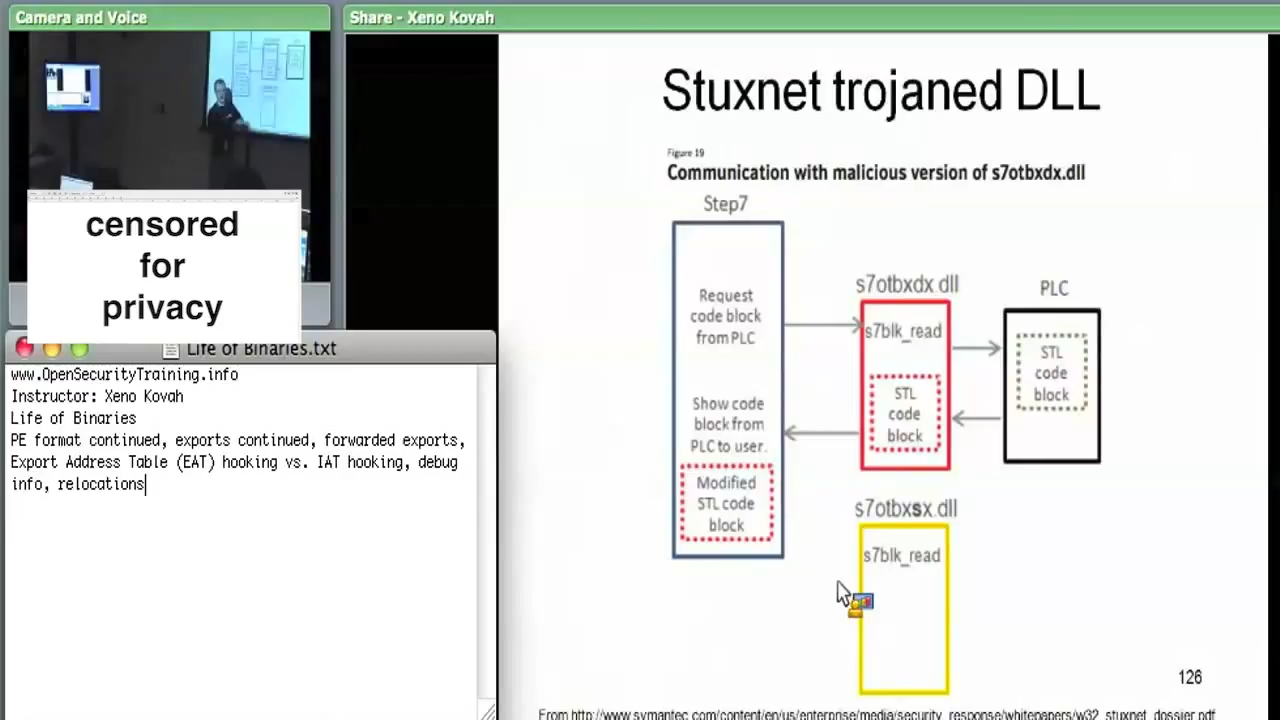 Camera and Voice
Share - Xeno Kovah
censored
for
privacy
Life of Binaries.txt
www.OpenSecurityTraining.info
Instructor: Xeno Kovah
Life of Binaries
PE format continued, exports continued, forwarded exports,
Export Address Table (EAT) hooking vs. IAT hooking, debug
info, relocations
Stuxnet trojaned DLL
Figure 19
Communication with malicious version of s7otbxdx.dll
Step7
Request
code block
from PLC
Show code
block from
PLC to user.
Modified
STL code
block
s7otbxdx.dll
s7blk_read
STL
code
block
PLC
STL
code
block
s7otbxsx.dll
s7blk_read
126
From http://www.symantec.com/content/en/us/enterprise/media/security_response/whitepapers/w32_stuxnet_dossier.pdf